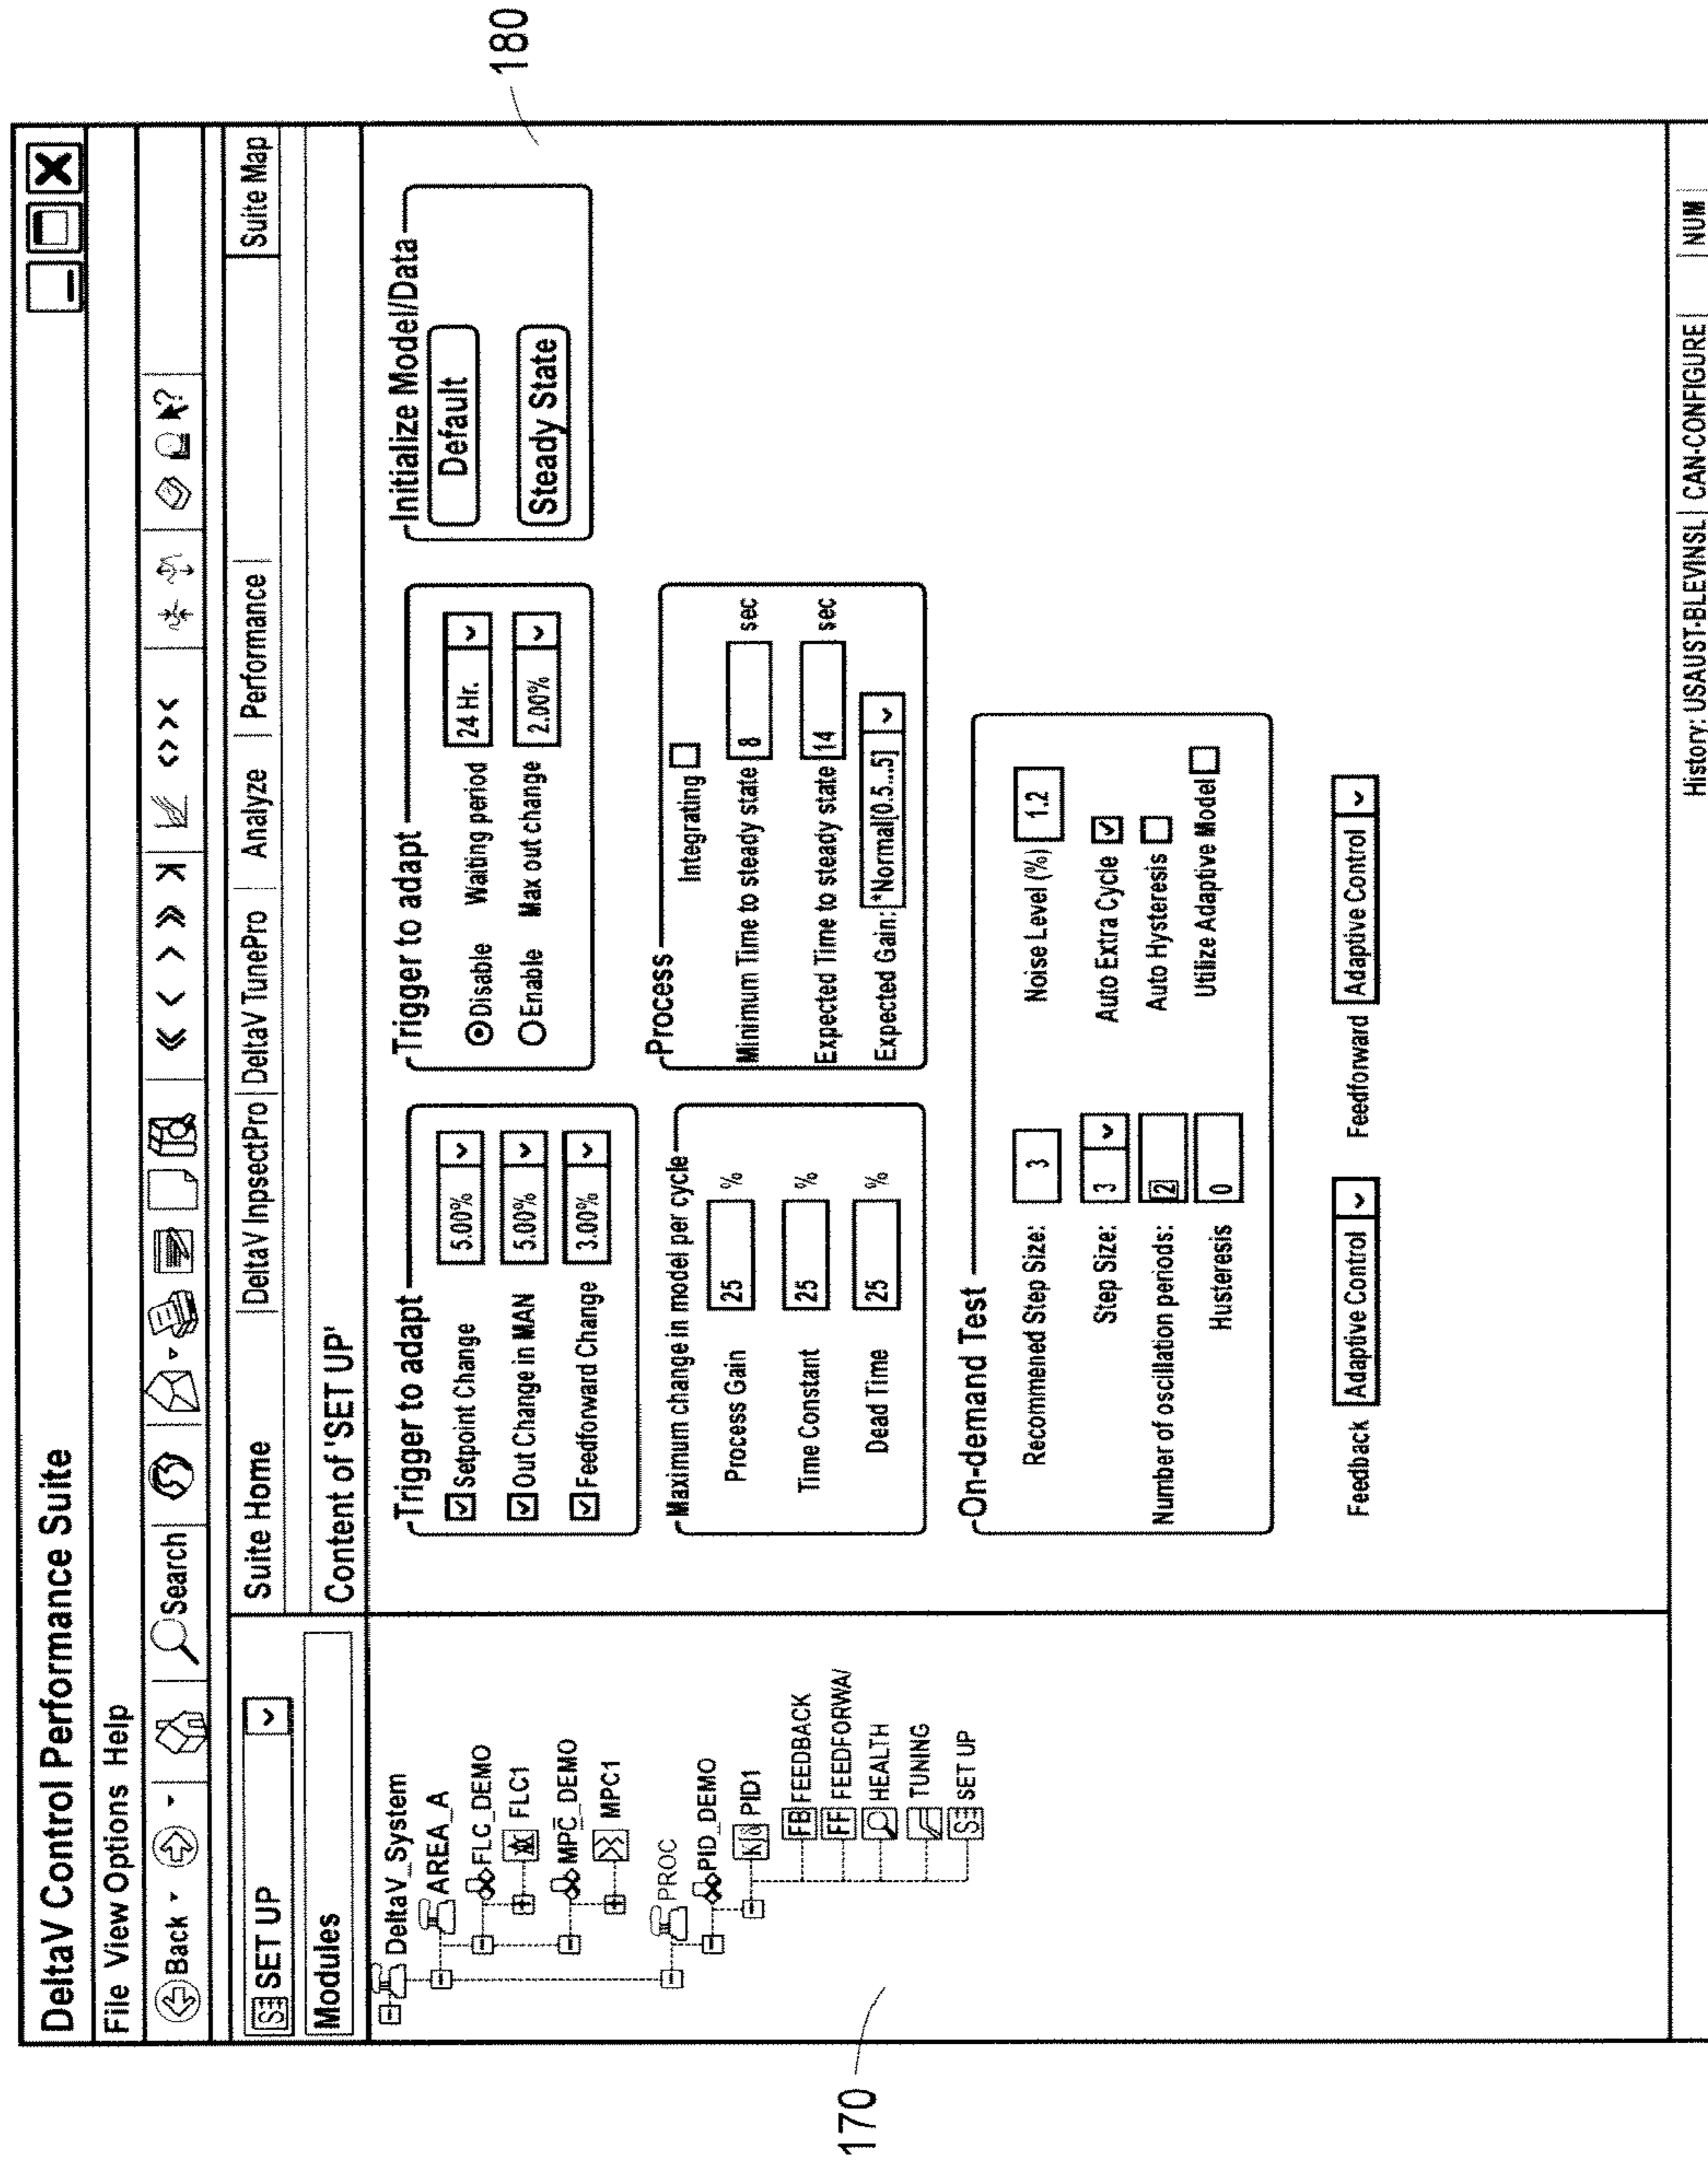 DeltaV Control Performance Suite
File View Options Help
Back Search
SET UP
Suite Home DeltaV InpsectPro DeltaV TunePro Analyze Performance Suite Map
Modules
Content of 'SET UP'
DeltaV_System
AREA_A
FLC_DEMO
FLC1
MPC_DEMO
MPC1
PROC
PID_DEMO
PID1
FB FEEDBACK
FF FEEDFORWA/
HEALTH
TUNING
SET UP
170
Trigger to adapt
Setpoint Change 5.00%
Out Change in MAN 5.00%
Feedforward Change 3.00%
Trigger to adapt
Disable Waiting period 24 Hr.
Enable Max out change 2.00%
Initialize Model/Data
Default
Steady State
180
Maximum change in model per cycle
Process Gain 25 %
Time Constant 25 %
Dead Time 25 %
Process
Integrating
Minimum Time to steady state 8 sec
Expected Time to steady state 14 sec
Expected Gain: *Normal[0.5...5]
On-demand Test
Recommened Step Size: 3 Noise Level (%) 1.2
Step Size: 3 Auto Extra Cycle
Number of oscillation periods: 2 Auto Hysteresis
Husteresis 0 Utilize Adaptive Model
Feedback Adaptive Control Feedforward Adaptive Control
History: USAUST-BLEVINSL CAN-CONFIGURE NUM